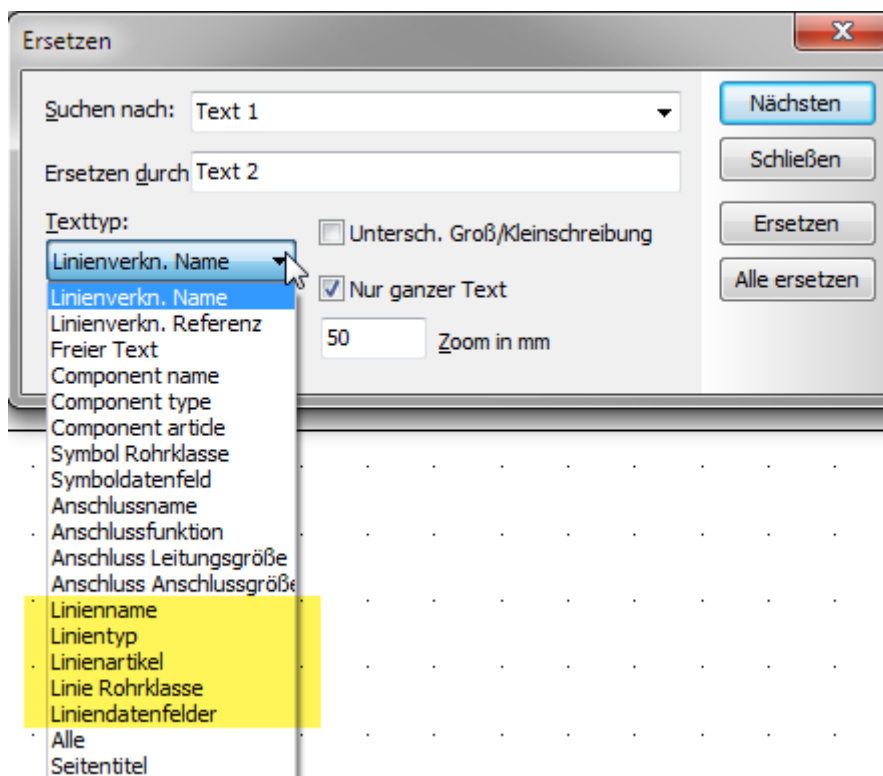 Ersetzen
Suchen nach: Text 1
Nächsten
Ersetzen durch Text 2
Schließen
Texttyp:
Untersch. Groß/Kleinschreibung
Ersetzen
Linienverkn. Name
Nur ganzer Text
Alle ersetzen
50 Zoom in mm
Linienverkn. Name
Linienverkn. Referenz
Freier Text
Component name
Component type
Component article
Symbol Rohrklasse
Symboldatenfeld
Anschlussname
Anschlussfunktion
Anschluss Leitungsgröße
Anschluss Anschlussgröße
Linienname
Linientyp
Linienartikel
Linie Rohrklasse
Liniendatenfelder
Alle
Seitentitel